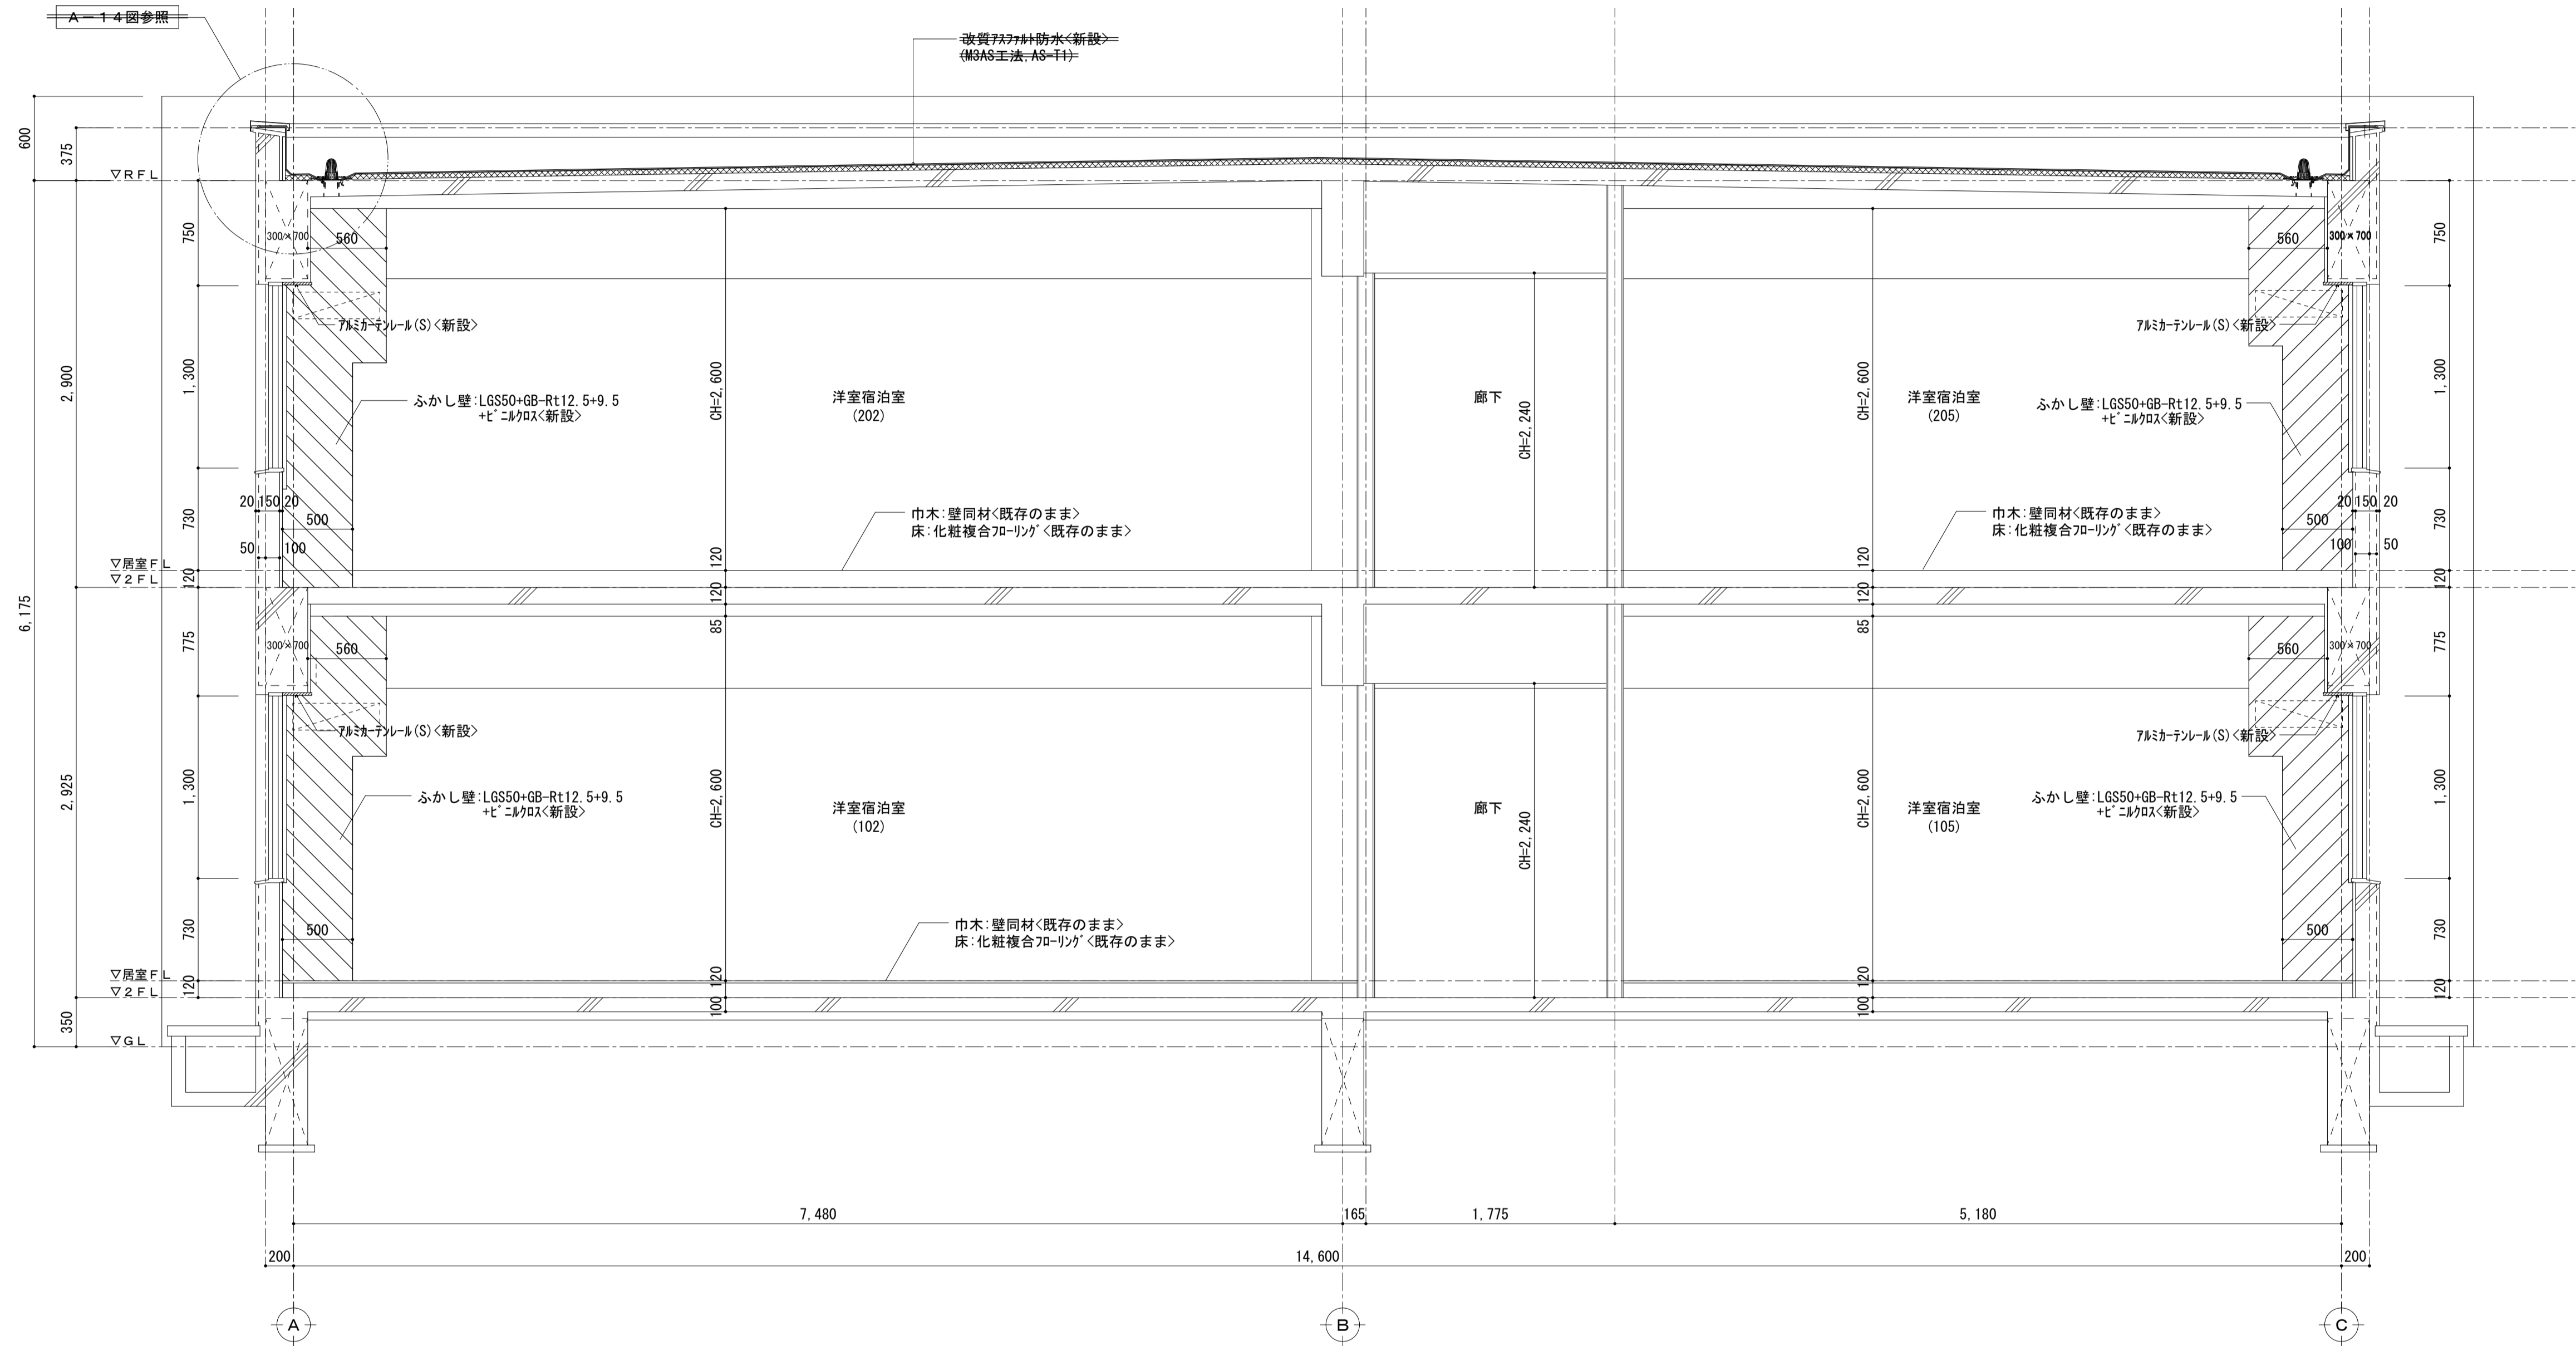 A－14図参照
改質アスファルト防水<新設>
(M3AS工法,AS-T1)
600
375
▽RFL
750
300×700
560
560
300×700
750
アルミカーテンレール(S)<新設>
アルミカーテンレール(S)<新設>
6,175
2,900
1,300
ふかし壁:LGS50+GB-Rt12.5+9.5
+ビニルクロス<新設>
CH=2,600
洋室宿泊室
(202)
廊下
CH=2,240
CH=2,600
洋室宿泊室
(205)
ふかし壁:LGS50+GB-Rt12.5+9.5
+ビニルクロス<新設>
1,300
20 150 20
500
730
50
100
巾木:壁同材<既存のまま>
床:化粧複合フローリング<既存のまま>
巾木:壁同材<既存のまま>
床:化粧複合フローリング<既存のまま>
20 150 20
500
730
100
50
▽居室FL
▽2FL
120
120
120
85
120
120
85
120
775
300×700
560
560
300×700
775
アルミカーテンレール(S)<新設>
アルミカーテンレール(S)<新設>
2,925
1,300
ふかし壁:LGS50+GB-Rt12.5+9.5
+ビニルクロス<新設>
CH=2,600
洋室宿泊室
(102)
廊下
CH=2,240
CH=2,600
洋室宿泊室
(105)
ふかし壁:LGS50+GB-Rt12.5+9.5
+ビニルクロス<新設>
1,300
730
500
巾木:壁同材<既存のまま>
床:化粧複合フローリング<既存のまま>
500
730
▽居室FL
▽2FL
120
120
100
120
100
120
350
▽GL
7,480
165
1,775
5,180
200
14,600
200
A
B
C